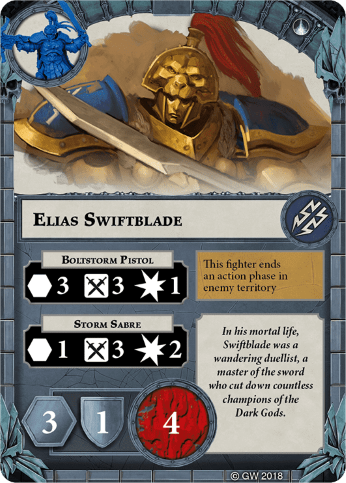 Elias Swiftblade
Boltstorm Pistol
3 3 1
This fighter ends
an action phase in
enemy territory
Storm Sabre
1 3 2
In his mortal life,
Swiftblade was a
wandering duellist, a
master of the sword
who cut down countless
champions of the
Dark Gods.
3 1 4
© GW 2018